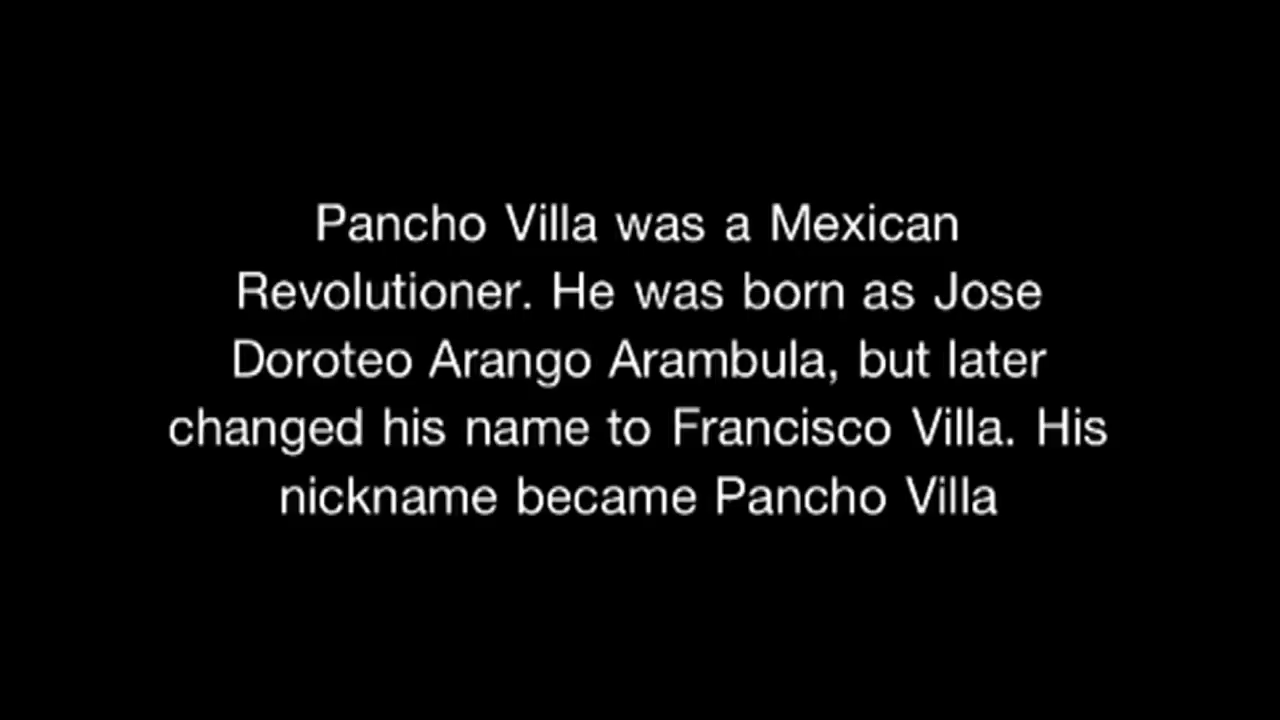 Pancho Villa was a Mexican
Revolutioner. He was born as Jose
Doroteo Arango Arambula, but later
changed his name to Francisco Villa. His
nickname became Pancho Villa